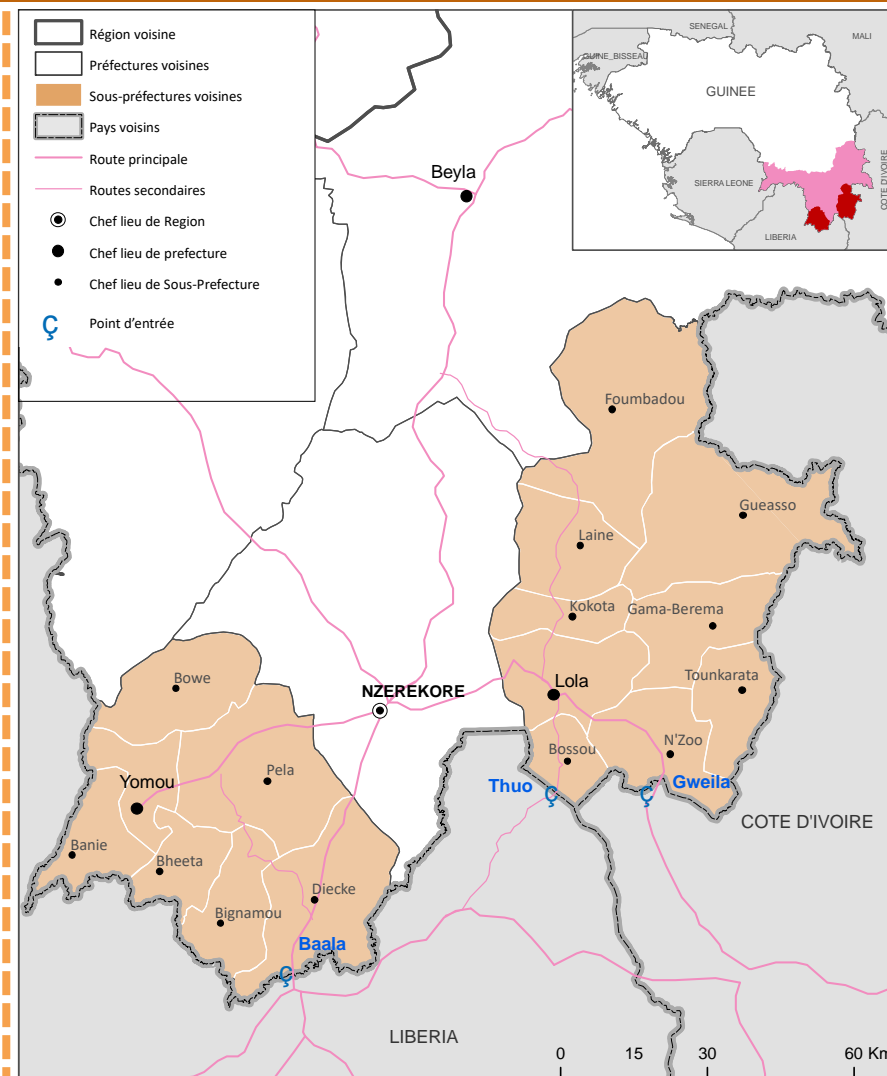 Région voisine
Préfectures voisines
Sous-préfectures voisines
Pays voisins
Route principale
Routes secondaires
Chef lieu de Region
Chef lieu de prefecture
Chef lieu de Sous-Prefecture
Ç Point d'entrée
SENEGAL
MALI
GUINE_BISSEAU
GUINEE
SIERRA LEONE
COTE D'IVOIRE
LIBERIA
Beyla
Foumbadou
Gueasso
Laine
Kokota
Gama-Berema
Tounkarata
Lola
NZEREKORE
Bowe
N'Zoo
Bossou
Pela
Yomou
Thuo
Ç
Ç
Gweila
COTE D'IVOIRE
Banie
Bheeta
Diecke
Bignamou
Baala
Ç
LIBERIA
0 15 30 60 Km